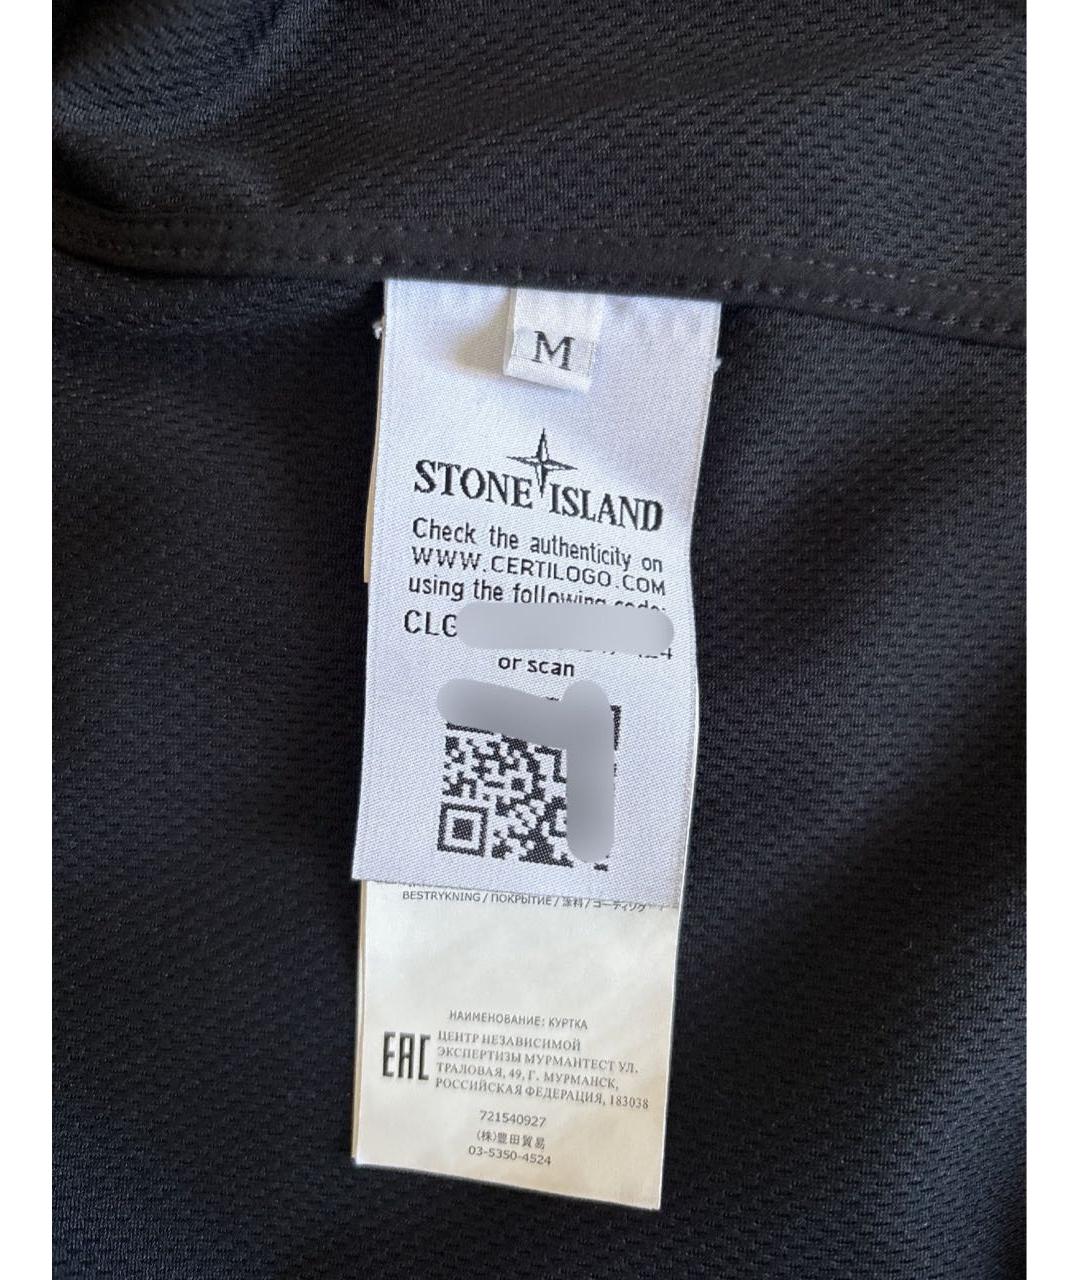 M
STONE ISLAND
Check the authenticity on
WWW.CERTILOGO.COM
using the following code:
CLG
or scan
BESTRYKNING / ПОКРЫТИЕ / 涂料 / コーティング
НАИМЕНОВАНИЕ: КУРТКА
EAC
ЦЕНТР НЕЗАВИСИМОЙ
ЭКСПЕРТИЗЫ МУРМАНТЕСТ УЛ.
ТРАЛОВАЯ, 49, Г. МУРМАНСК,
РОССИЙСКАЯ ФЕДЕРАЦИЯ, 183038
721540927
(株)豊田貿易
03-5350-4524